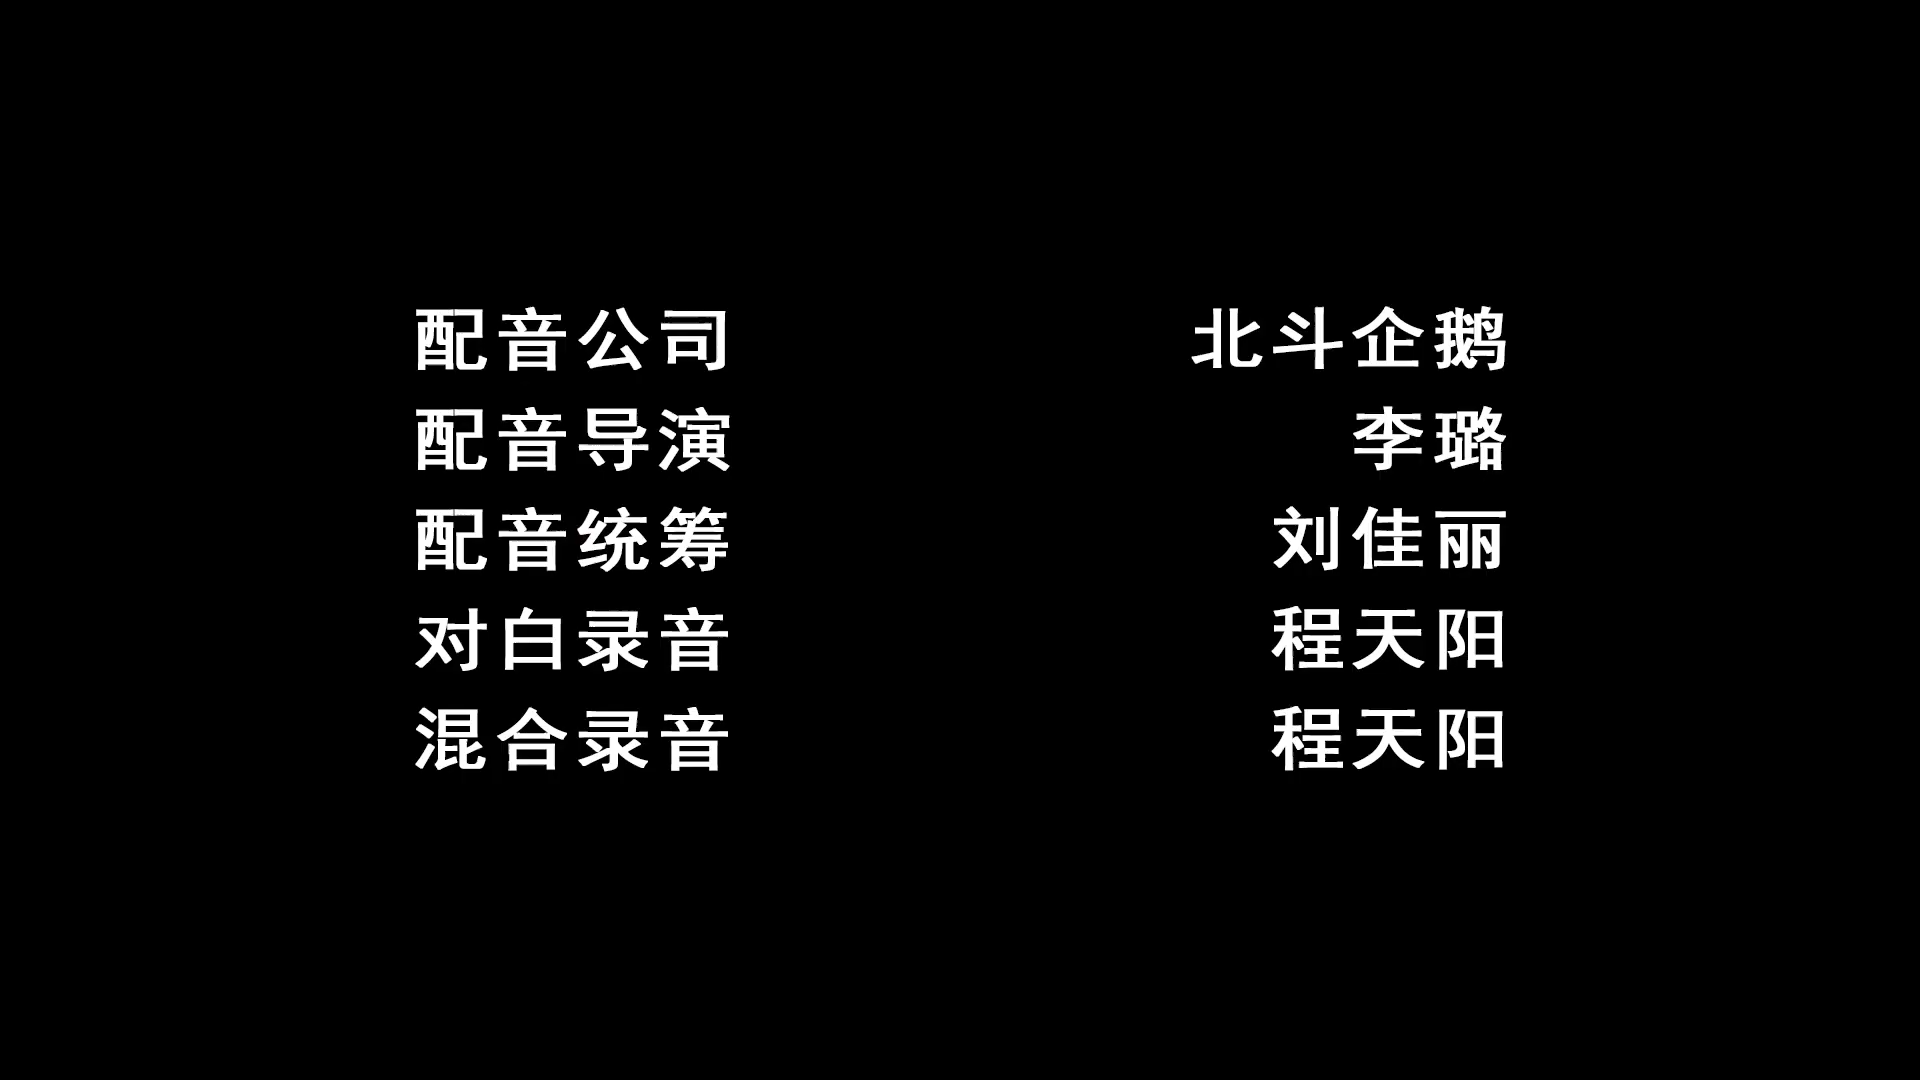 配音公司 北斗企鹅
配音导演 李璐
配音统筹 刘佳丽
对白录音 程天阳
混合录音 程天阳